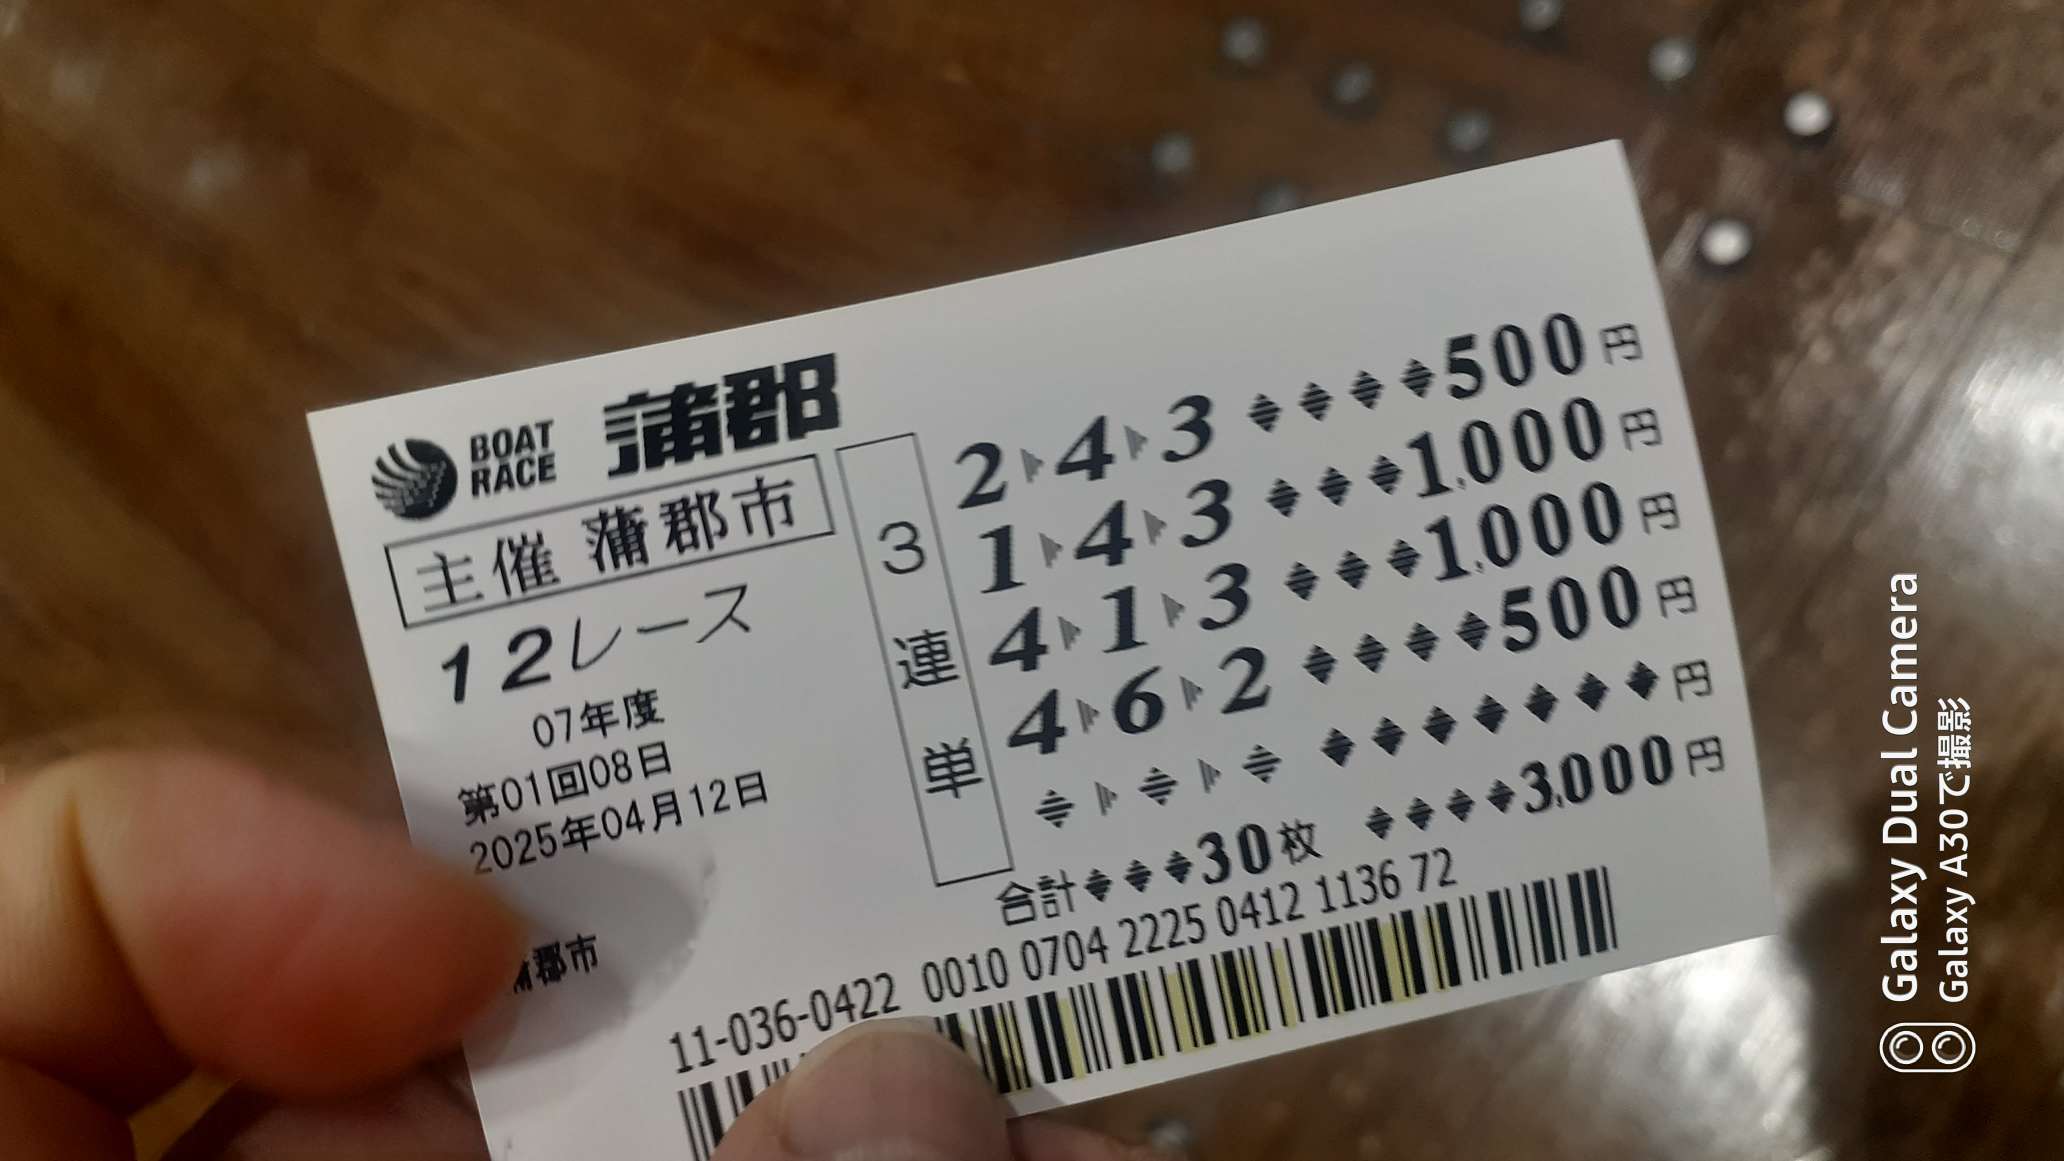 BOAT RACE 蒲郡
主催 蒲郡市
12レース
07年度
第01回08日
2025年04月12日
蒲郡市
3連単
2 4 3 500円
1 4 3 1,000円
4 1 3 1,000円
4 6 2 500円
円
合計 30枚 3,000円
11-036-0422 0010 0704 2225 0412 1136 72
Galaxy Dual Camera
Galaxy A30で撮影